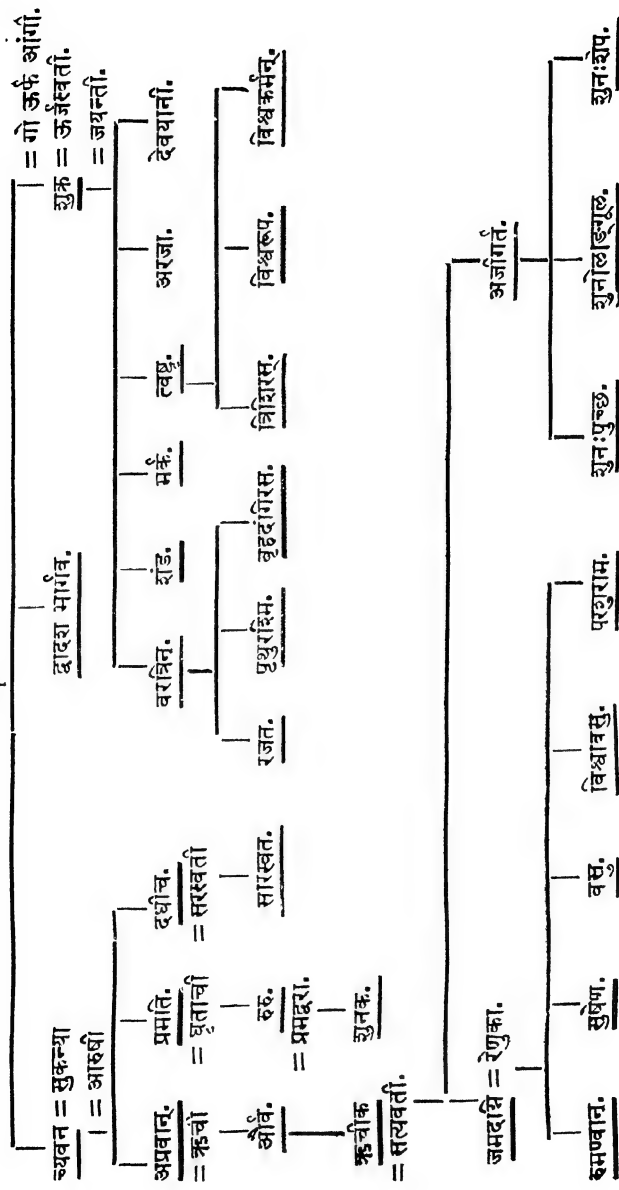 च्यवन = सुकन्या
= आरुषी
द्वादश भार्गव.
शुक्र = गो ऊर्फ आंगी.
= ऊर्जस्वती.
= जयन्ती.
अप्रवान्. प्रमति. दधीच.
= ऋची = घृताची = सरस्वती
वरत्रिन्. शंड. मर्क. त्वष्टृ. अरजा. देवयानी.
और्व. रुरु. सारस्वत.
= प्रमद्वरा.
रजत. पृथुरश्मि. बृहदांगिरस. त्रिशिरस्. विश्वरूप. विश्वकर्मन्.
ऋचीक शुनक.
= सत्यवती.
जमदग्नि = रेणुका. अजीगर्त.
रुमण्वान्. सुषेण. वसु. विश्वावसु. परशुराम. शुनःपुच्छ. शुनोलाङ्गूल. शुनःशेप.